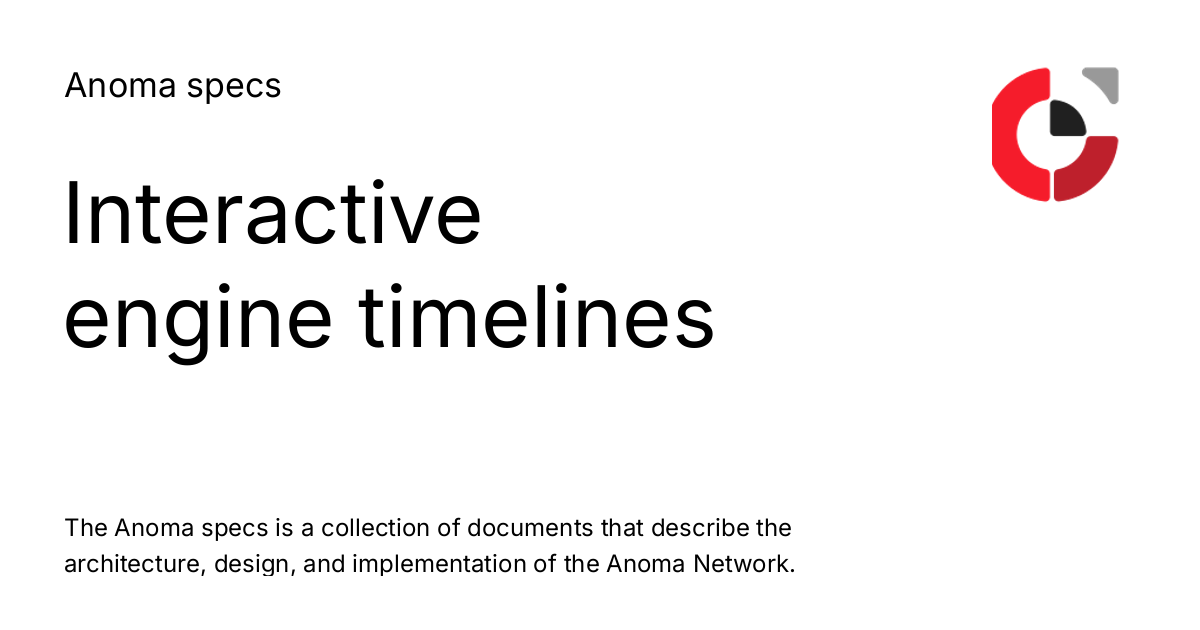 Anoma specs
Interactive
engine timelines
The Anoma specs is a collection of documents that describe the
architecture, design, and implementation of the Anoma Network.